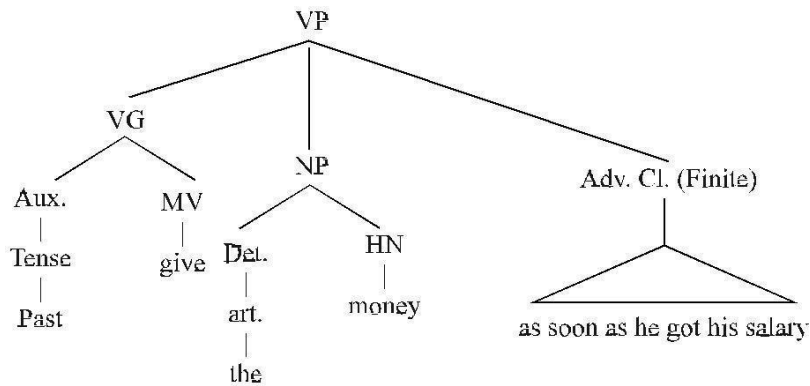 VP
VG
NP
Adv. Cl. (Finite)
Aux.
MV
Tense
give
Det.
HN
Past
art.
money
the
as soon as he got his salary